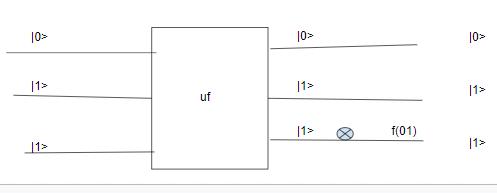 |0> |0> |0>
|1> |1> |1>
uf
|1> |1> f(01) |1>